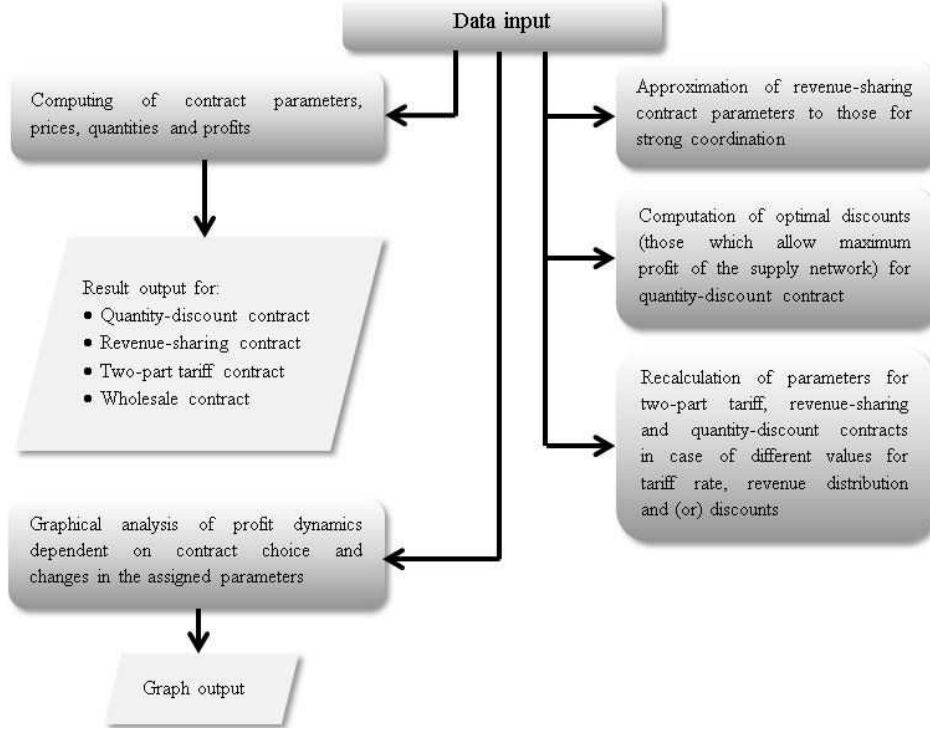 Data input
Computing of contract parameters,
prices, quantities and profits
Result output for:
• Quantity-discount contract
• Revenue-sharing contract
• Two-part tariff contract
• Wholesale contract
Graphical analysis of profit dynamics
dependent on contract choice and
changes in the assigned parameters
Graph output
Approximation of revenue-sharing
contract parameters to those for
strong coordination
Computation of optimal discounts
(those which allow maximum
profit of the supply network) for
quantity-discount contract
Recalculation of parameters for
two-part tariff, revenue-sharing
and quantity-discount contracts
in case of different values for
tariff rate, revenue distribution
and (or) discounts